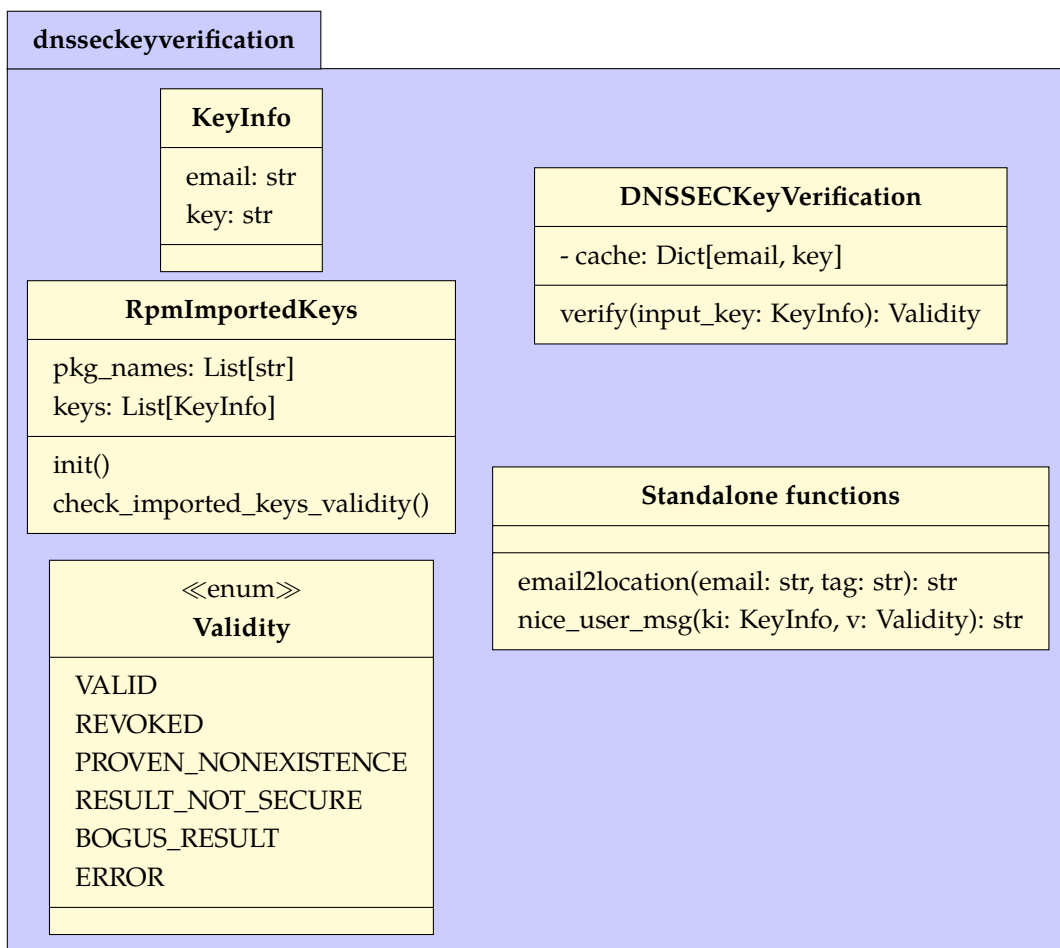 dnsseckeyverification
KeyInfo
email: str
key: str
RpmImportedKeys
pkg_names: List[str]
keys: List[KeyInfo]
init()
check_imported_keys_validity()
≪enum≫
Validity
VALID
REVOKED
PROVEN_NONEXISTENCE
RESULT_NOT_SECURE
BOGUS_RESULT
ERROR
DNSSECKeyVerification
- cache: Dict[email, key]
verify(input_key: KeyInfo): Validity
Standalone functions
email2location(email: str, tag: str): str
nice_user_msg(ki: KeyInfo, v: Validity): str